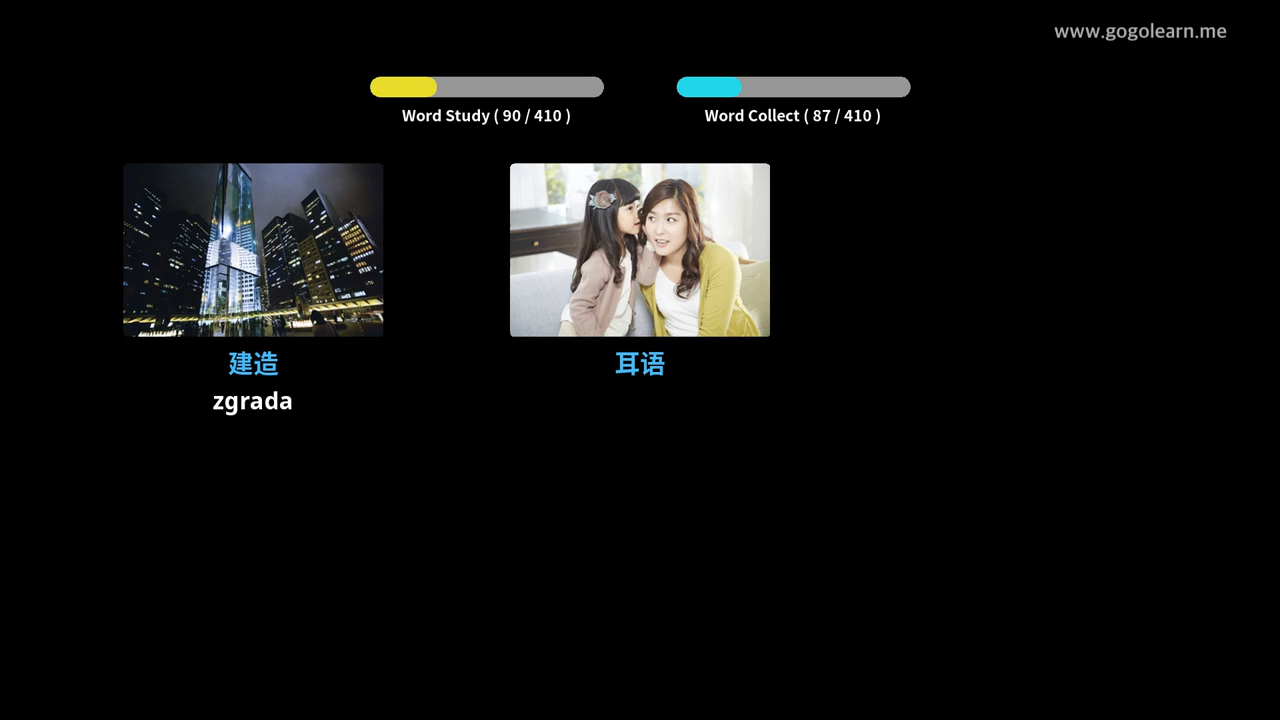 www.gogolearn.me
Word Study ( 90 / 410 )
Word Collect ( 87 / 410 )
建造
耳语
zgrada